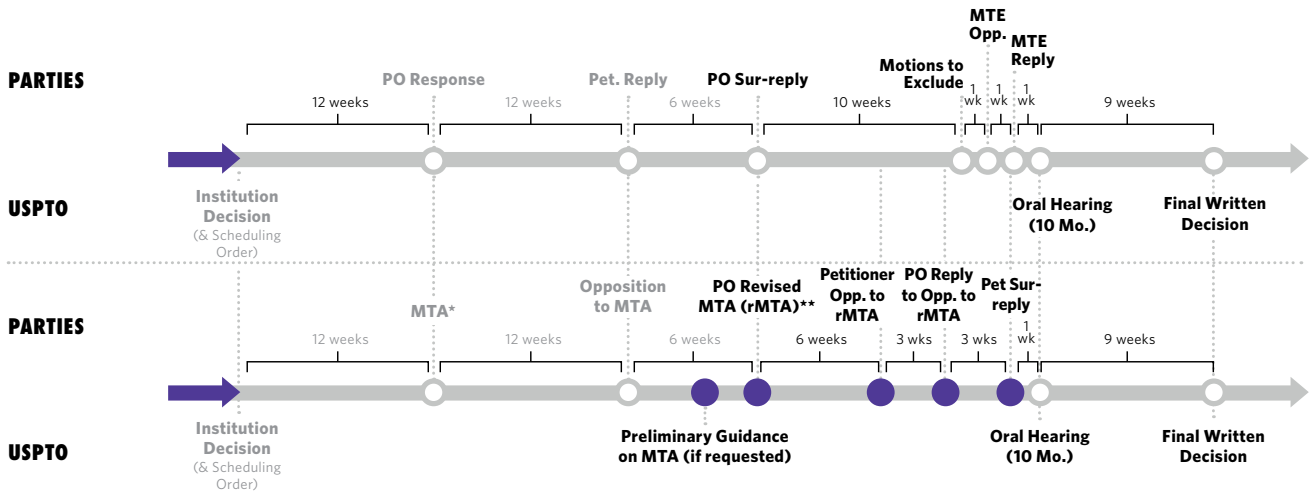 MTE
Opp.
MTE
Reply
Motions to
Exclude
PARTIES
PO Response
Pet. Reply
PO Sur-reply
12 weeks
12 weeks
6 weeks
10 weeks
1
wk
1
wk
1
wk
9 weeks
Institution
Decision
(& Scheduling
Order)
USPTO
Oral Hearing
(10 Mo.)
Final Written
Decision
PARTIES
MTA*
Opposition
to MTA
PO Revised
MTA (rMTA)**
Petitioner
Opp. to
rMTA
PO Reply
to Opp. to
rMTA
Pet Sur-
reply
12 weeks
12 weeks
6 weeks
6 weeks
3 wks
3 wks
1
wk
9 weeks
Institution
Decision
(& Scheduling
Order)
USPTO
Preliminary Guidance
on MTA (if requested)
Oral Hearing
(10 Mo.)
Final Written
Decision